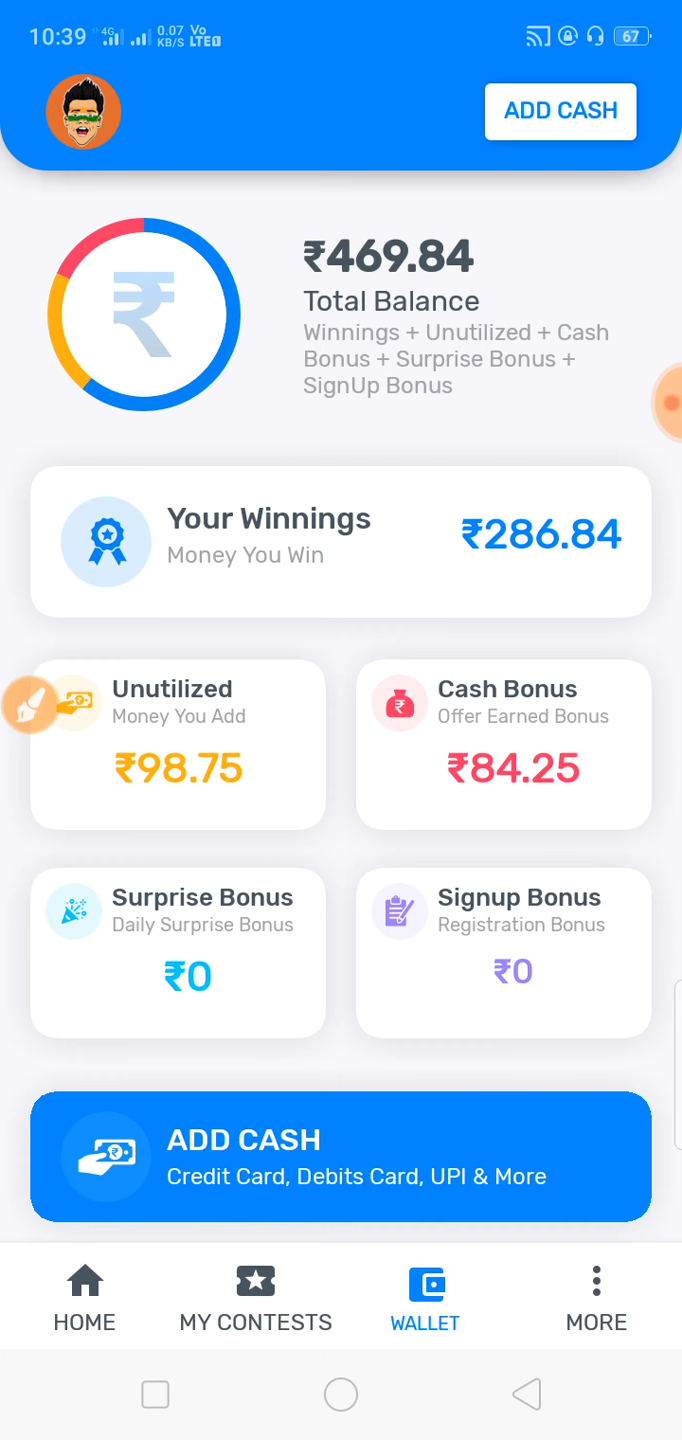 10:39 4G 0.07 KB/S Vo LTE1 67
ADD CASH
₹469.84
Total Balance
Winnings + Unutilized + Cash
Bonus + Surprise Bonus +
SignUp Bonus
Your Winnings
Money You Win
₹286.84
Unutilized
Money You Add
₹98.75
Cash Bonus
Offer Earned Bonus
₹84.25
Surprise Bonus
Daily Surprise Bonus
₹0
Signup Bonus
Registration Bonus
₹0
ADD CASH
Credit Card, Debits Card, UPI & More
HOME MY CONTESTS WALLET MORE